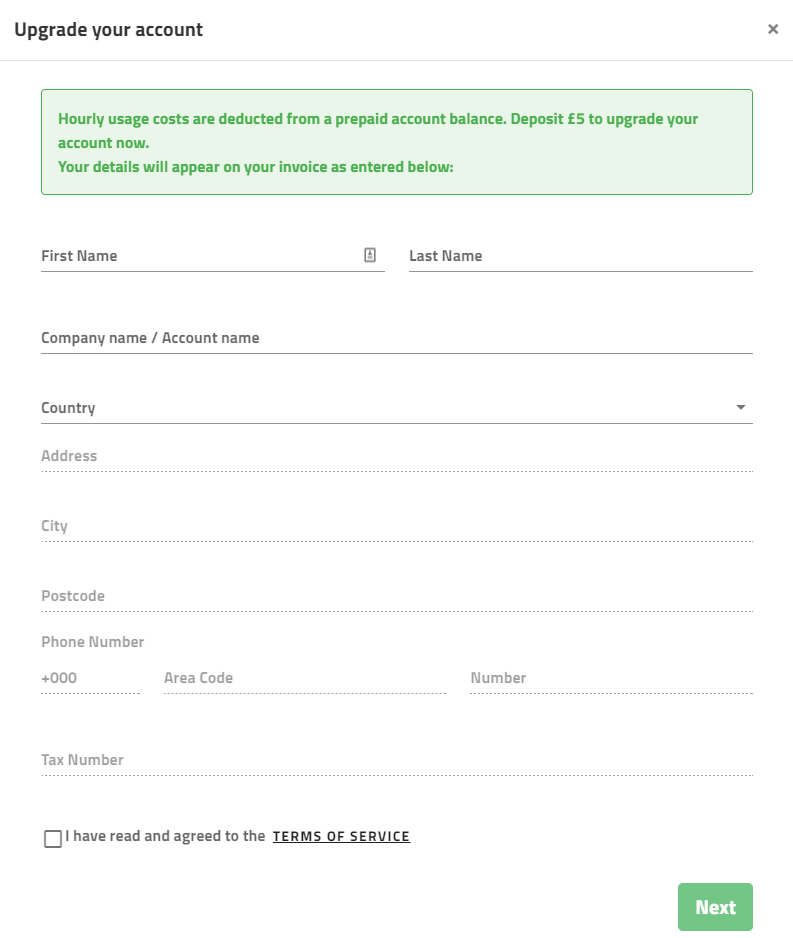 Upgrade your account
×
Hourly usage costs are deducted from a prepaid account balance. Deposit £5 to upgrade your
account now.
Your details will appear on your invoice as entered below:
First Name
Last Name
Company name / Account name
Country
Address
City
Postcode
Phone Number
+000
Area Code
Number
Tax Number
I have read and agreed to the TERMS OF SERVICE
Next